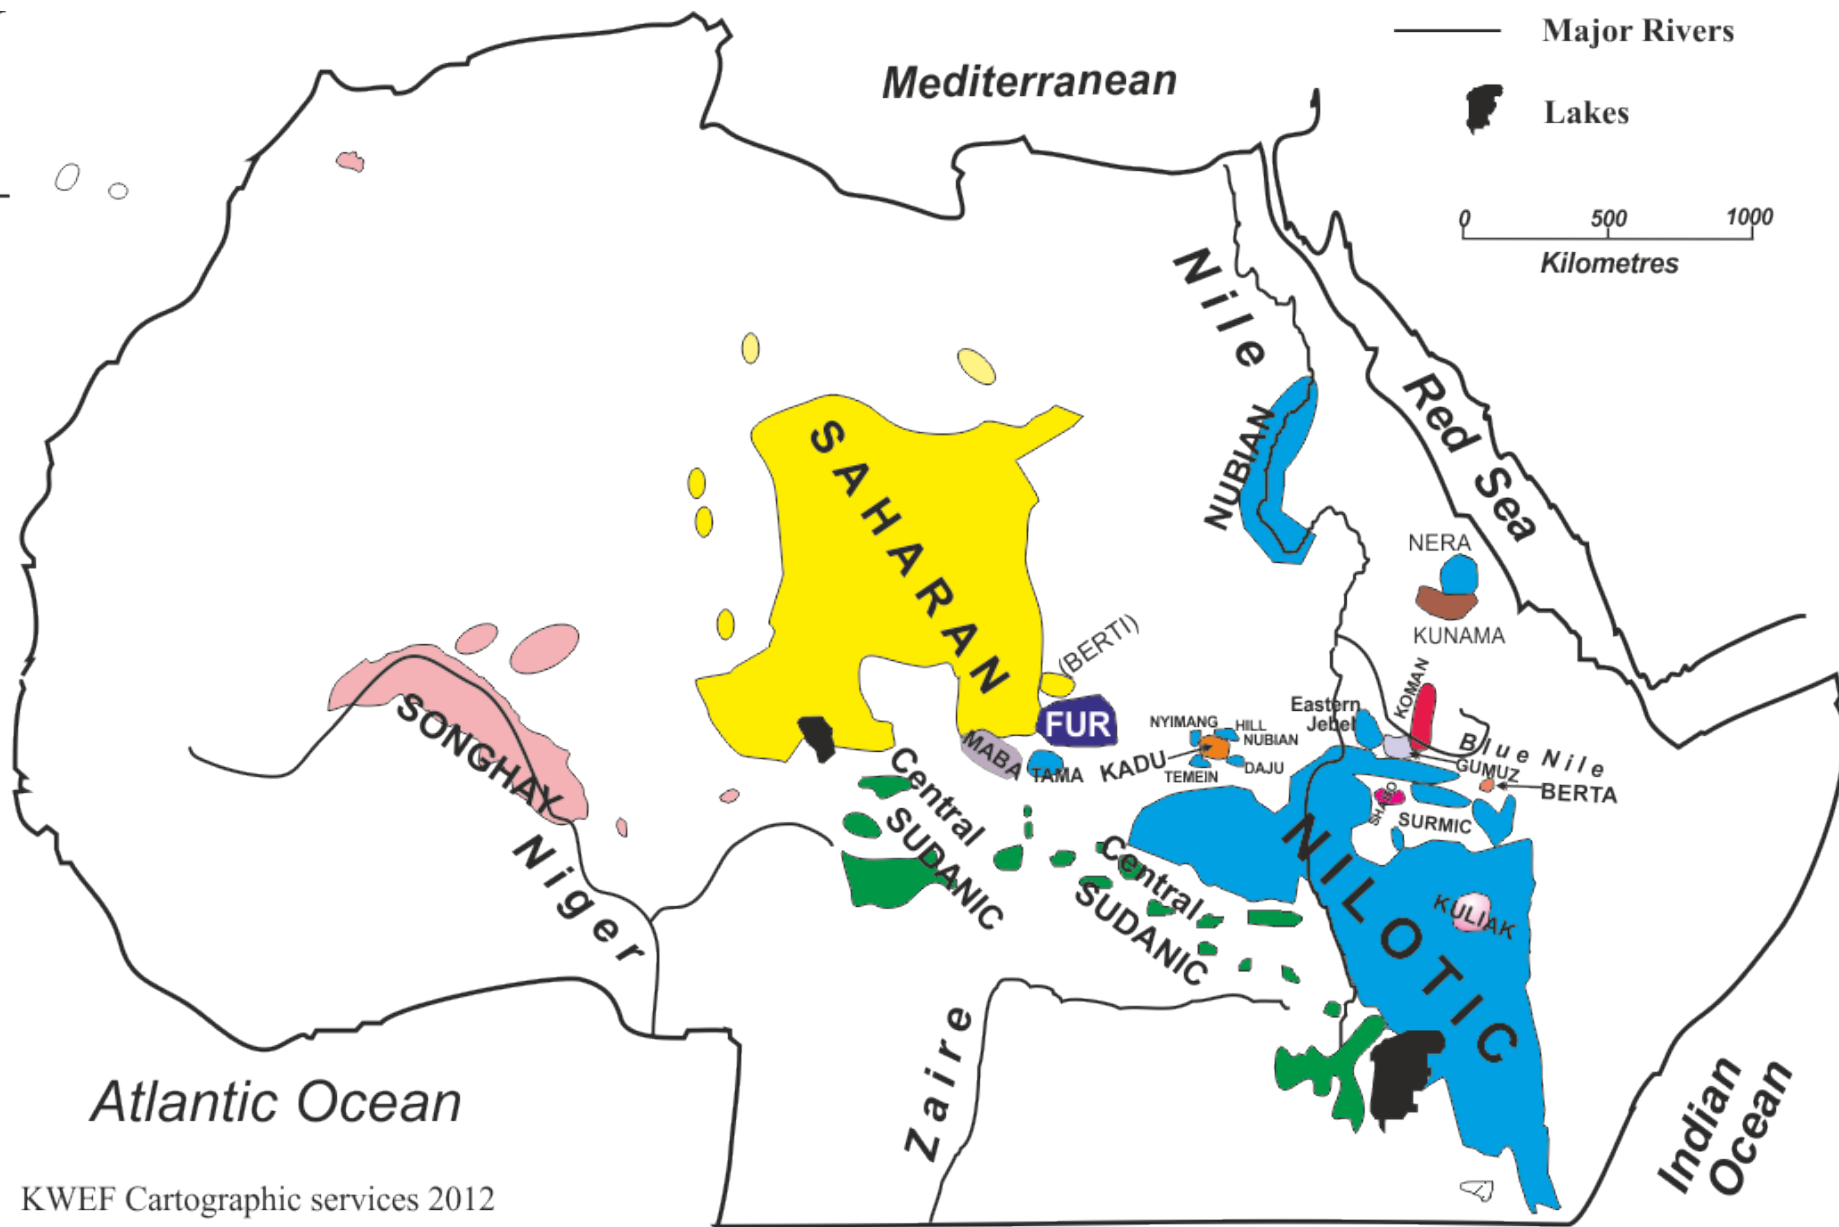 Major Rivers
Mediterranean
Lakes
0 500 1000
Kilometres
Nile
Red Sea
SAHARAN
NUBIAN
NERA
KUNAMA
(BERTI)
KOMAN
SONGHAY
Eastern
Jebel
FUR
NYIMANG
HILL
NUBIAN
MABA
TAMA
KADU
TEMEIN
DAJU
Blue Nile
GUMUZ
BERTA
SHABO
SURMIC
Central
SUDANIC
Central
SUDANIC
Niger
NILOTIC
KULIAK
Zaire
Atlantic Ocean
Indian
Ocean
KWEF Cartographic services 2012